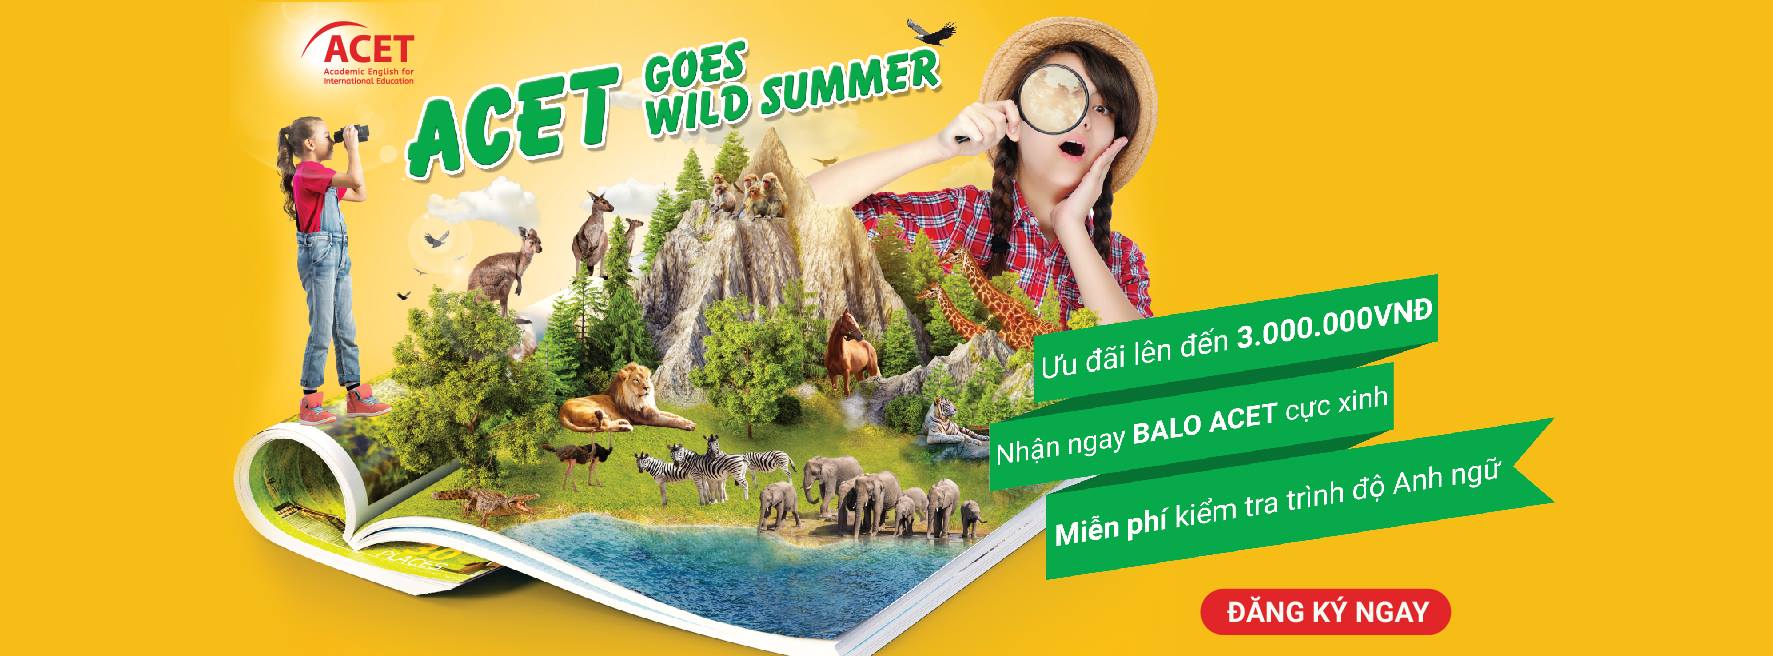 ACET
Academic English for
International Education
ACET GOES
WILD SUMMER
Ưu đãi lên đến 3.000.000VNĐ
Nhận ngay BALO ACET cực xinh
Miễn phí kiểm tra trình độ Anh ngữ
PLACES
ĐĂNG KÝ NGAY